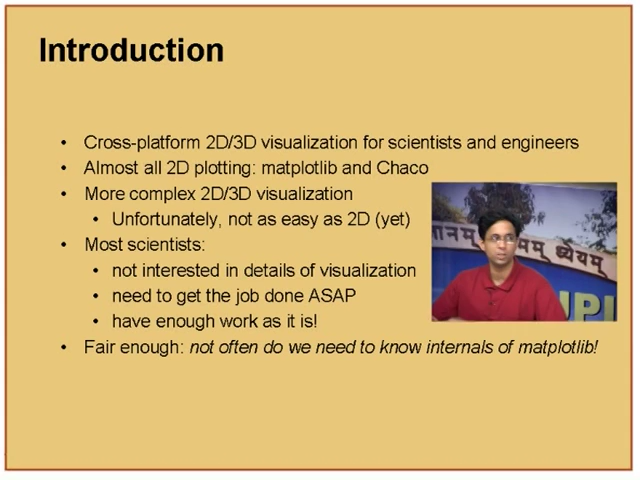 Introduction
• Cross-platform 2D/3D visualization for scientists and engineers
• Almost all 2D plotting: matplotlib and Chaco
• More complex 2D/3D visualization
• Unfortunately, not as easy as 2D (yet)
• Most scientists:
• not interested in details of visualization
• need to get the job done ASAP
• have enough work as it is!
• Fair enough: not often do we need to know internals of matplotlib!
ध्येयम्